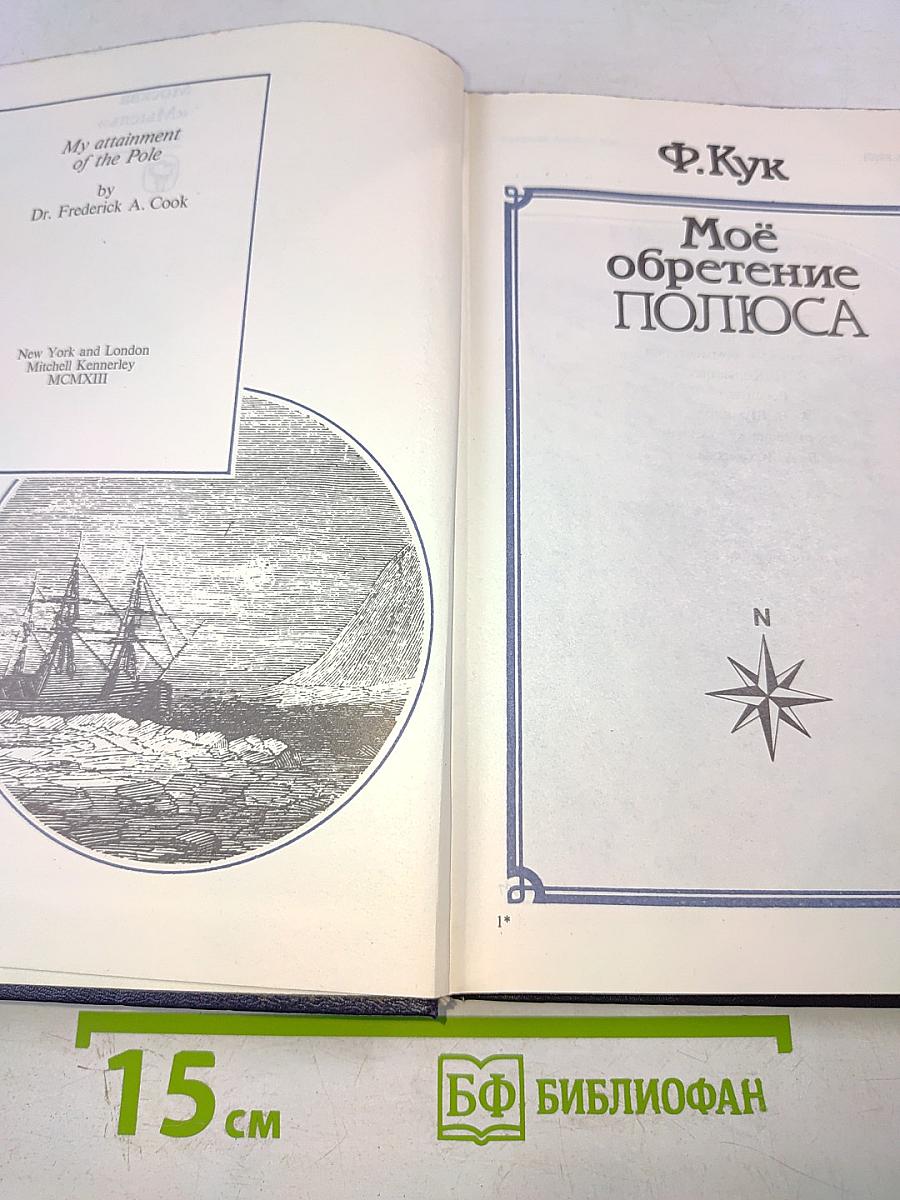 My attainment
of the Pole
by
Dr. Frederick A. Cook
New York and London
Mitchell Kennerley
MCMXIII
Ф.Кук
Моё
обретение
ПОЛЮСА
N
1*
15 см
БФ БИБЛИОФАН